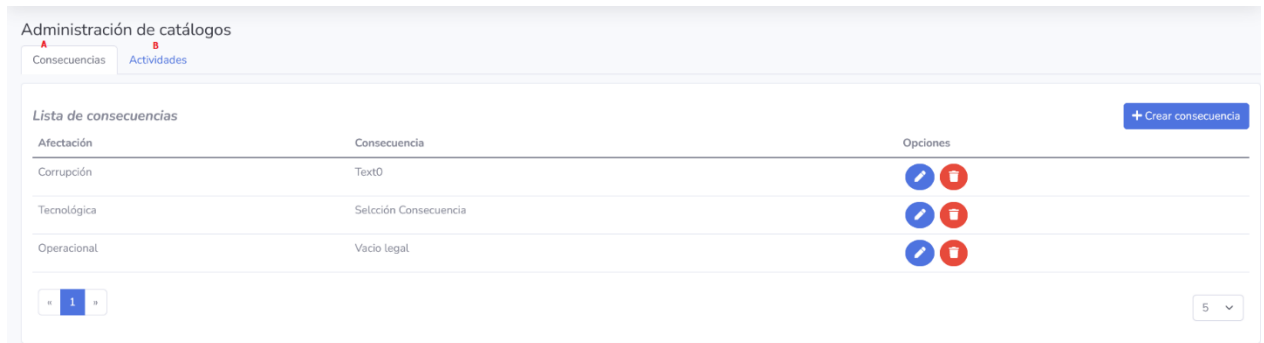 Administración de catálogos
A B
Consecuencias Actividades
Lista de consecuencias + Crear consecuencia
Afectación Consecuencia Opciones
Corrupción Text0
Tecnológica Selcción Consecuencia
Operacional Vacio legal
« 1 » 5